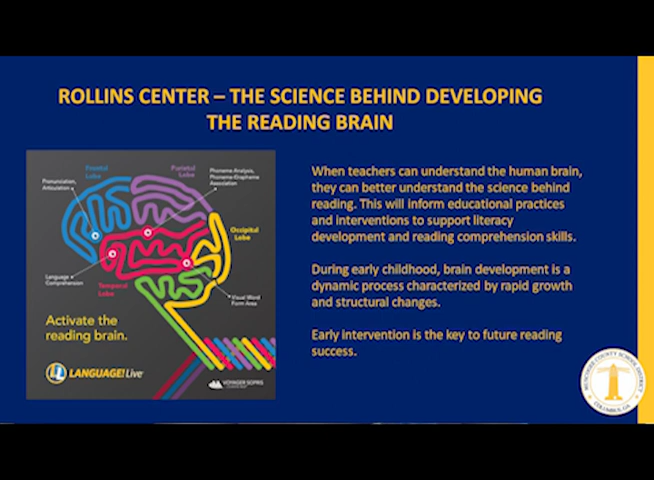 ROLLINS CENTER – THE SCIENCE BEHIND DEVELOPING
THE READING BRAIN
Frontal
Lobe
Parietal
Lobe
Pronunciation,
Articulation
Phoneme Analysis,
Phoneme-Grapheme
Association
Occipital
Lobe
Language
Comprehension
Temporal
Lobe
Visual Word
Form Area
Activate the
reading brain.
LANGUAGE! Live
VOYAGER SOPRIS
When teachers can understand the human brain,
they can better understand the science behind
reading. This will inform educational practices
and interventions to support literacy
development and reading comprehension skills.
During early childhood, brain development is a
dynamic process characterized by rapid growth
and structural changes.
Early intervention is the key to future reading
success.
MUSCOGEE COUNTY SCHOOL DISTRICT
COLUMBUS, GA